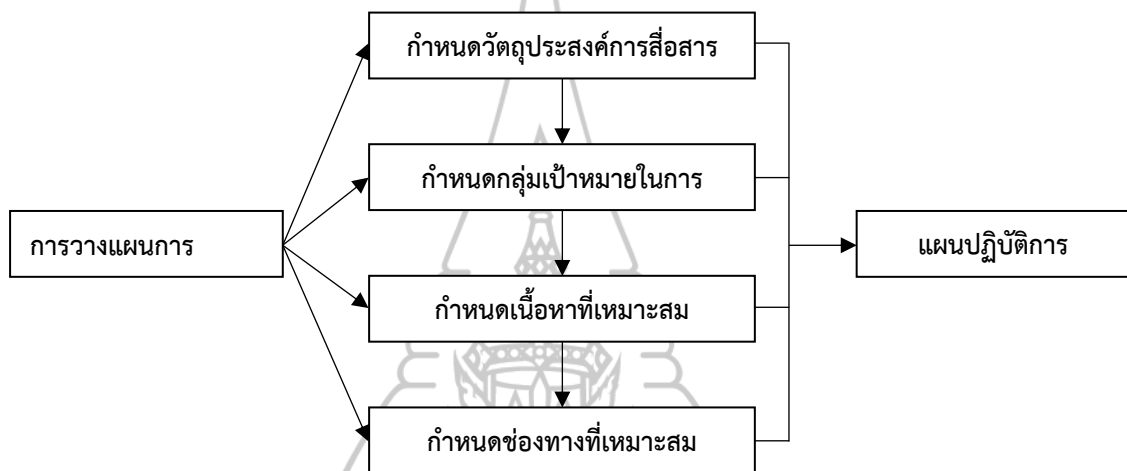 กำหนดวัตถุประสงค์การสื่อสาร
กำหนดกลุ่มเป้าหมายในการ
การวางแผนการ
แผนปฏิบัติการ
กำหนดเนื้อหาที่เหมาะสม
กำหนดช่องทางที่เหมาะสม